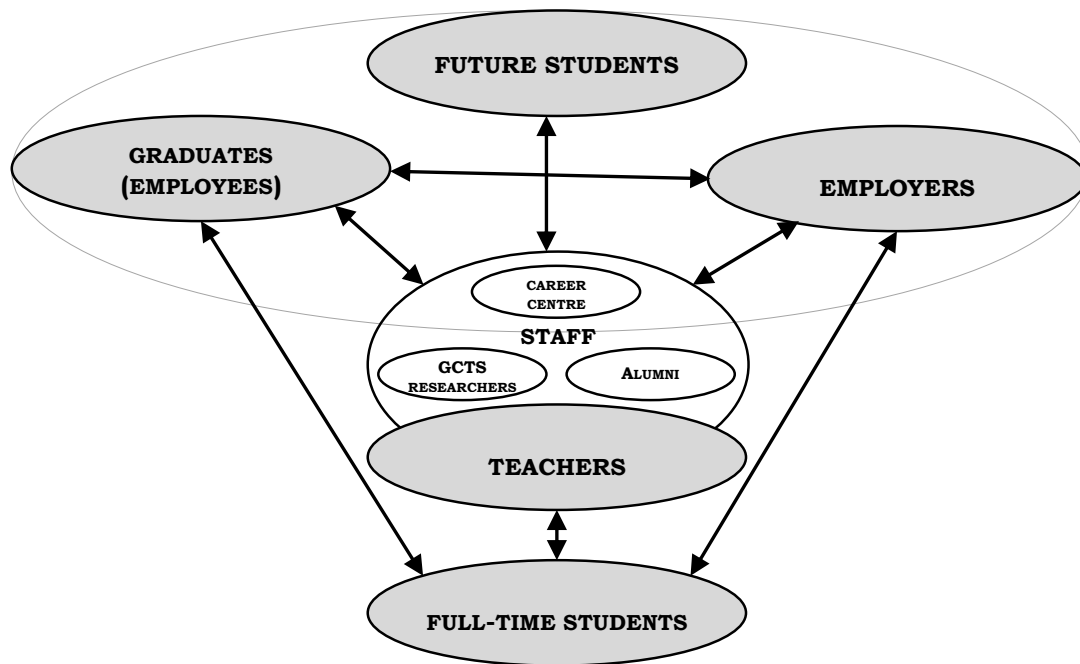 FUTURE STUDENTS
GRADUATES
(EMPLOYEES)
EMPLOYERS
CAREER
CENTRE
STAFF
GCTS
RESEARCHERS
ALUMNI
TEACHERS
FULL-TIME STUDENTS